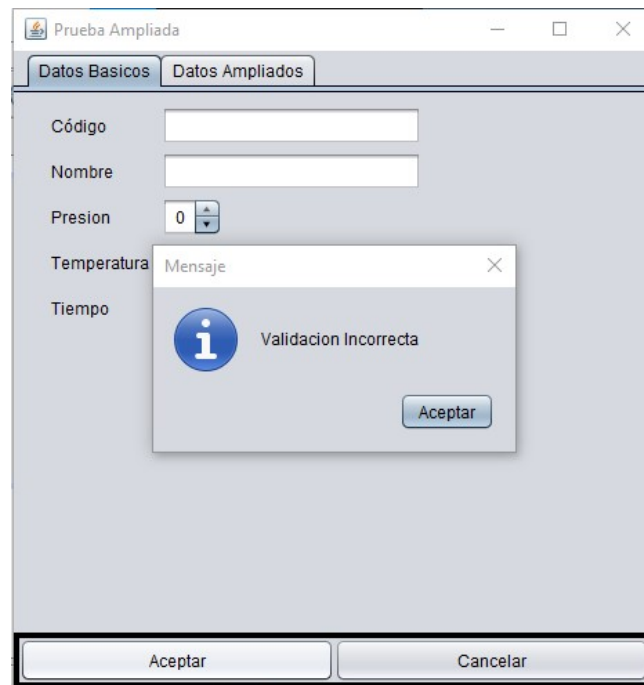 Prueba Ampliada
Datos Basicos Datos Ampliados
Código
Nombre
Presion 0
Temperatura
Mensaje
Tiempo
Validacion Incorrecta
Aceptar
Aceptar Cancelar